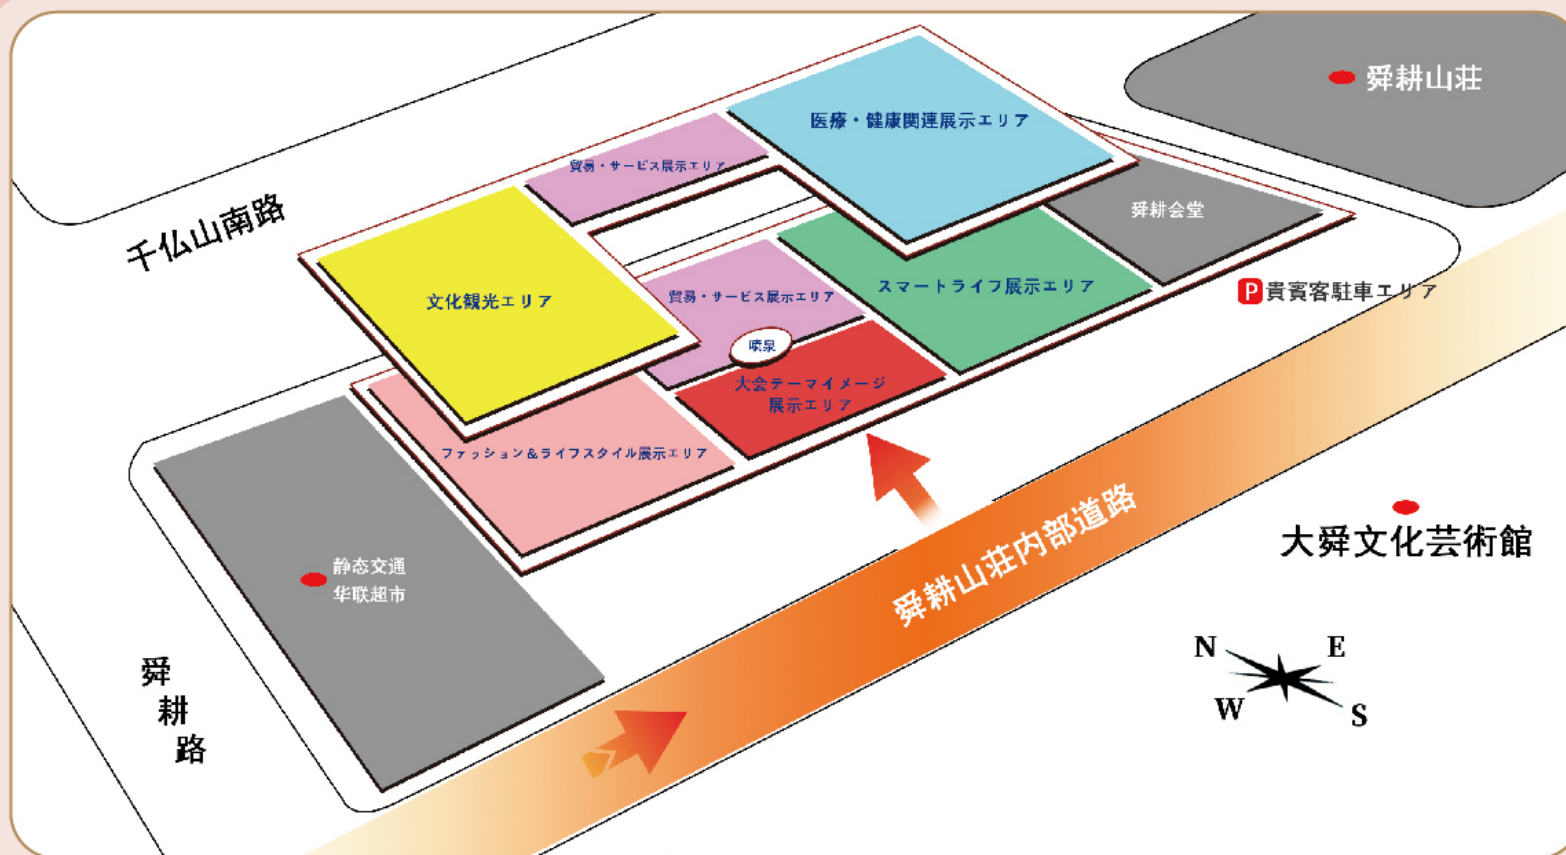 舜耕山荘
医療・健康関連展示エリア
貿易・サービス展示エリア
千仏山南路
舜耕会堂
文化観光エリア
貿易・サービス展示エリア
スマートライフ展示エリア
P貴賓客駐車エリア
噴泉
大会テーマイメージ
展示エリア
ファッション&ライフスタイル展示エリア
舜耕山荘内部道路
大舜文化芸術館
静态交通
华联超市
舜耕路
N
E
W
S